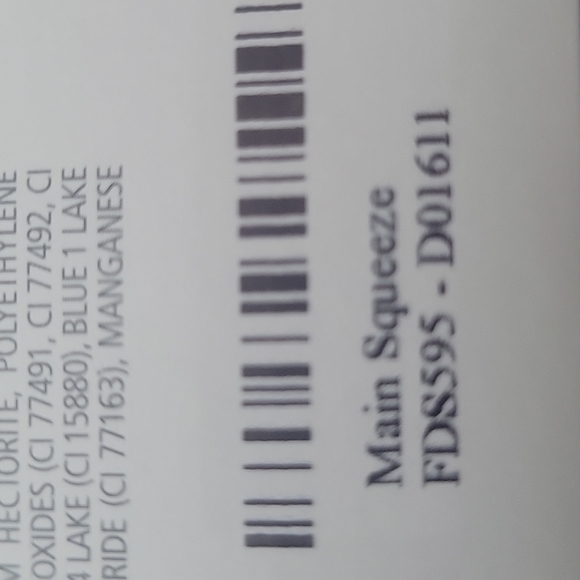 M HECTORITE, POLYETHYLENE
OXIDES (CI 77491, CI 77492, CI
4 LAKE (CI 15880), BLUE 1 LAKE
RIDE (CI 77163), MANGANESE
Main Squeeze
FDS595 - D01611